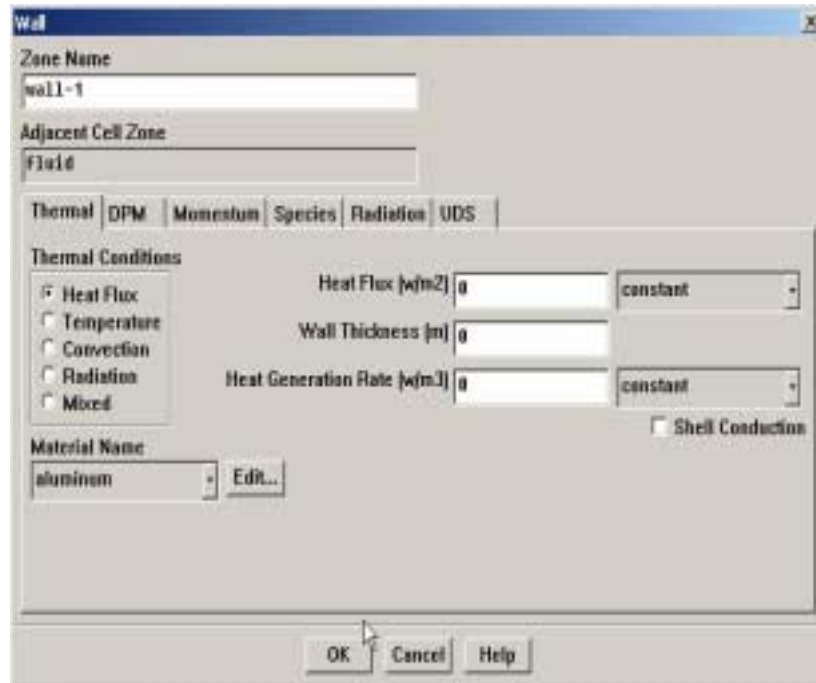 Wall
Zone Name
wall-1
Adjacent Cell Zone
fluid
Thermal DPM Momentum Species Radiation UDS
Thermal Conditions
Heat Flux
Temperature
Convection
Radiation
Mixed
Heat Flux (w/m2) 0 constant
Wall Thickness (m) 0
Heat Generation Rate (w/m3) 0 constant
Shell Conduction
Material Name
aluminum Edit...
OK Cancel Help